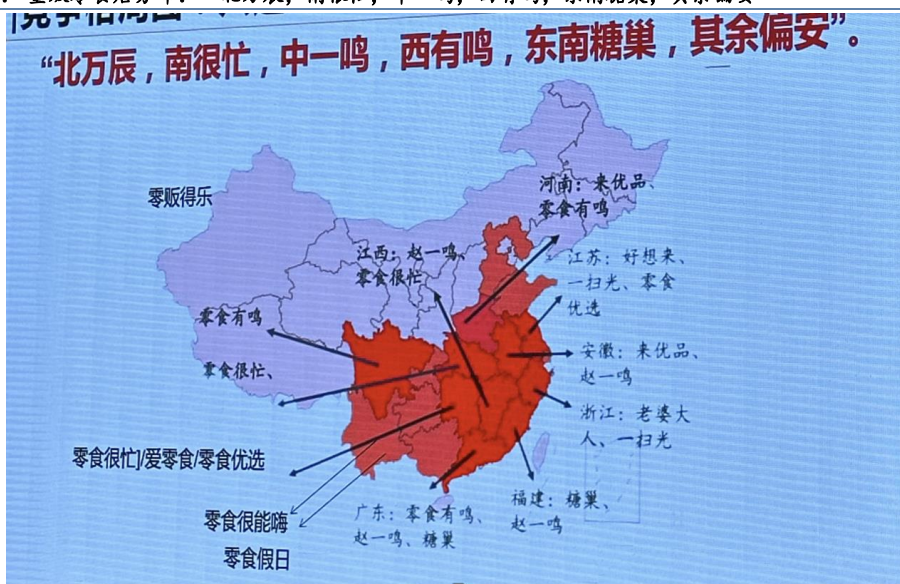 “北万辰，南很忙，中一鸣，西有鸣，东南糖巢，其余偏安”。
零贩得乐
河南：来优品、
零食有鸣
江西：赵一鸣、
零食很忙
江苏：好想来、
一扫光、零食
优选
零食有鸣
零食很忙、
安徽：来优品、
赵一鸣
浙江：老婆大
人、一扫光
零食很忙]/爱零食/零食优选
零食很能嗨
零食假日
广东：零食有鸣、
赵一鸣、糖巢
福建：糖巢、
赵一鸣